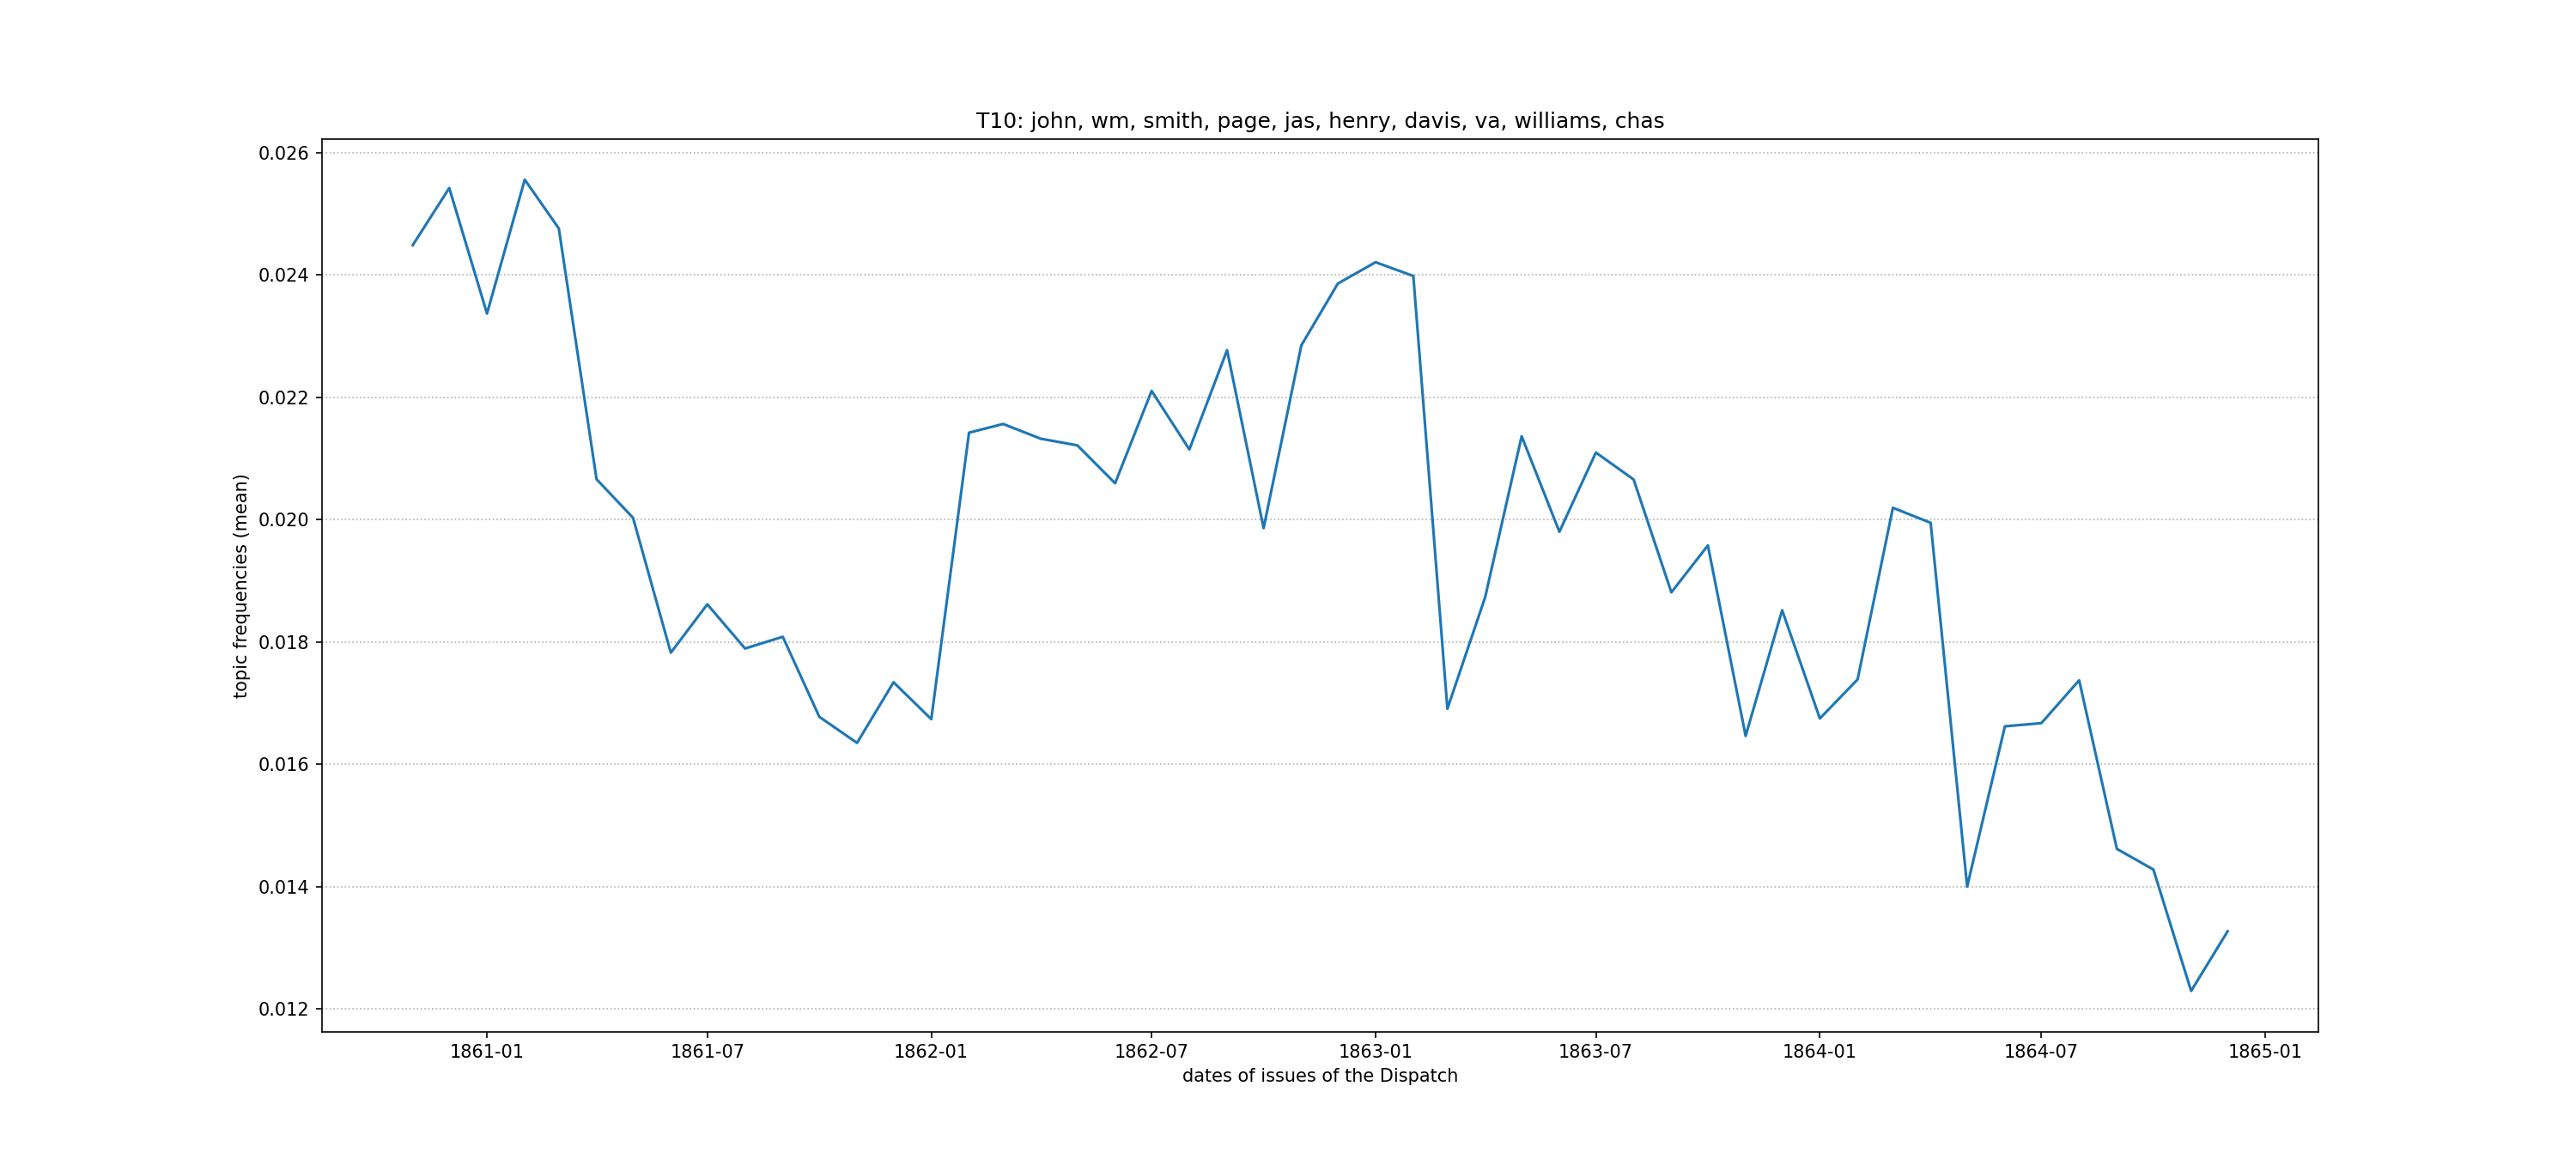 T10: john, wm, smith, page, jas, henry, davis, va, williams, chas
0.026
0.024
0.022
0.020
0.018
0.016
0.014
0.012
topic frequencies (mean)
1861-01 1861-07 1862-01 1862-07 1863-01 1863-07 1864-01 1864-07 1865-01
dates of issues of the Dispatch